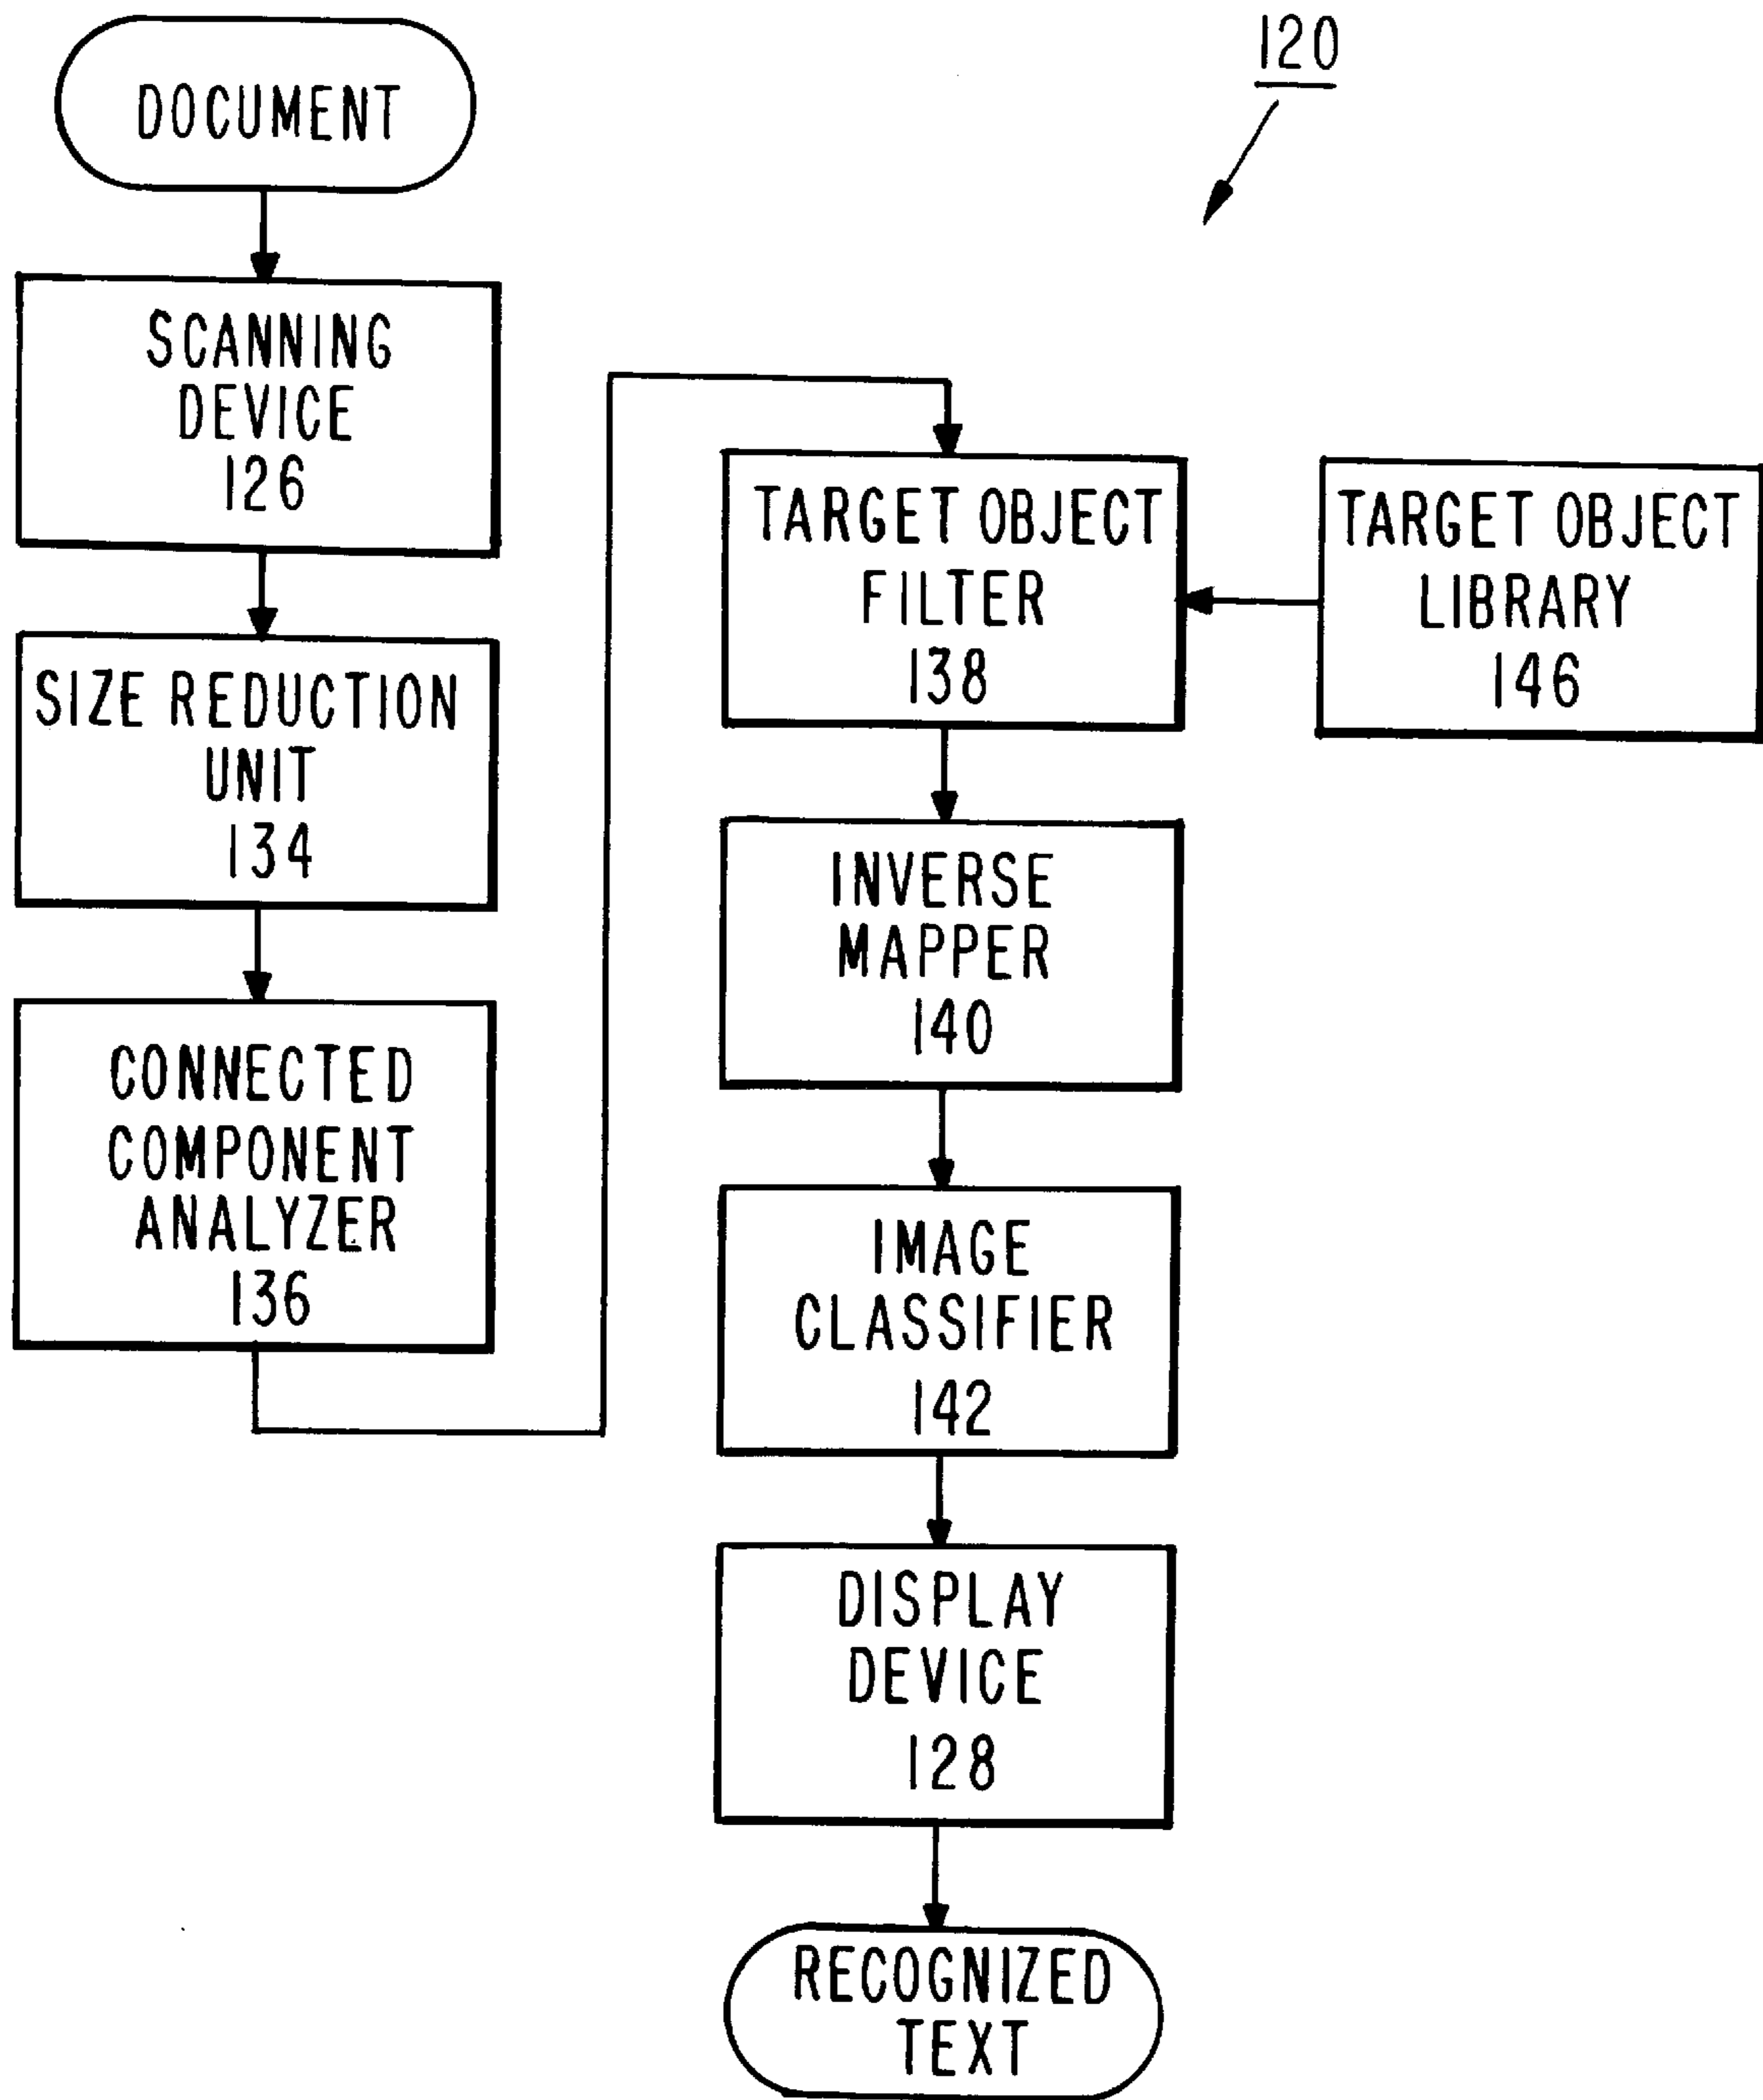 120
DOCUMENT
SCANNING
DEVICE
126
SIZE REDUCTION
UNIT
134
CONNECTED
COMPONENT
ANALYZER
136
TARGET OBJECT
FILTER
138
TARGET OBJECT
LIBRARY
146
INVERSE
MAPPER
140
IMAGE
CLASSIFIER
142
DISPLAY
DEVICE
128
RECOGNIZED
TEXT